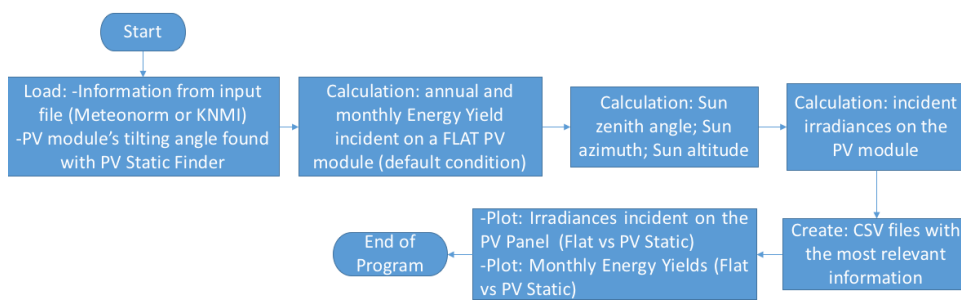 Start
Load: -Information from input
file (Meteonorm or KNMI)
-PV module's tilting angle found
with PV Static Finder
Calculation: annual and
monthly Energy Yield
incident on a FLAT PV
module (default condition)
Calculation: Sun
zenith angle; Sun
azimuth; Sun altitude
Calculation: incident
irradiances on the
PV module
Create: CSV files with
the most relevant
information
-Plot: Irradiances incident on the
PV Panel (Flat vs PV Static)
-Plot: Monthly Energy Yields (Flat
vs PV Static)
End of
Program